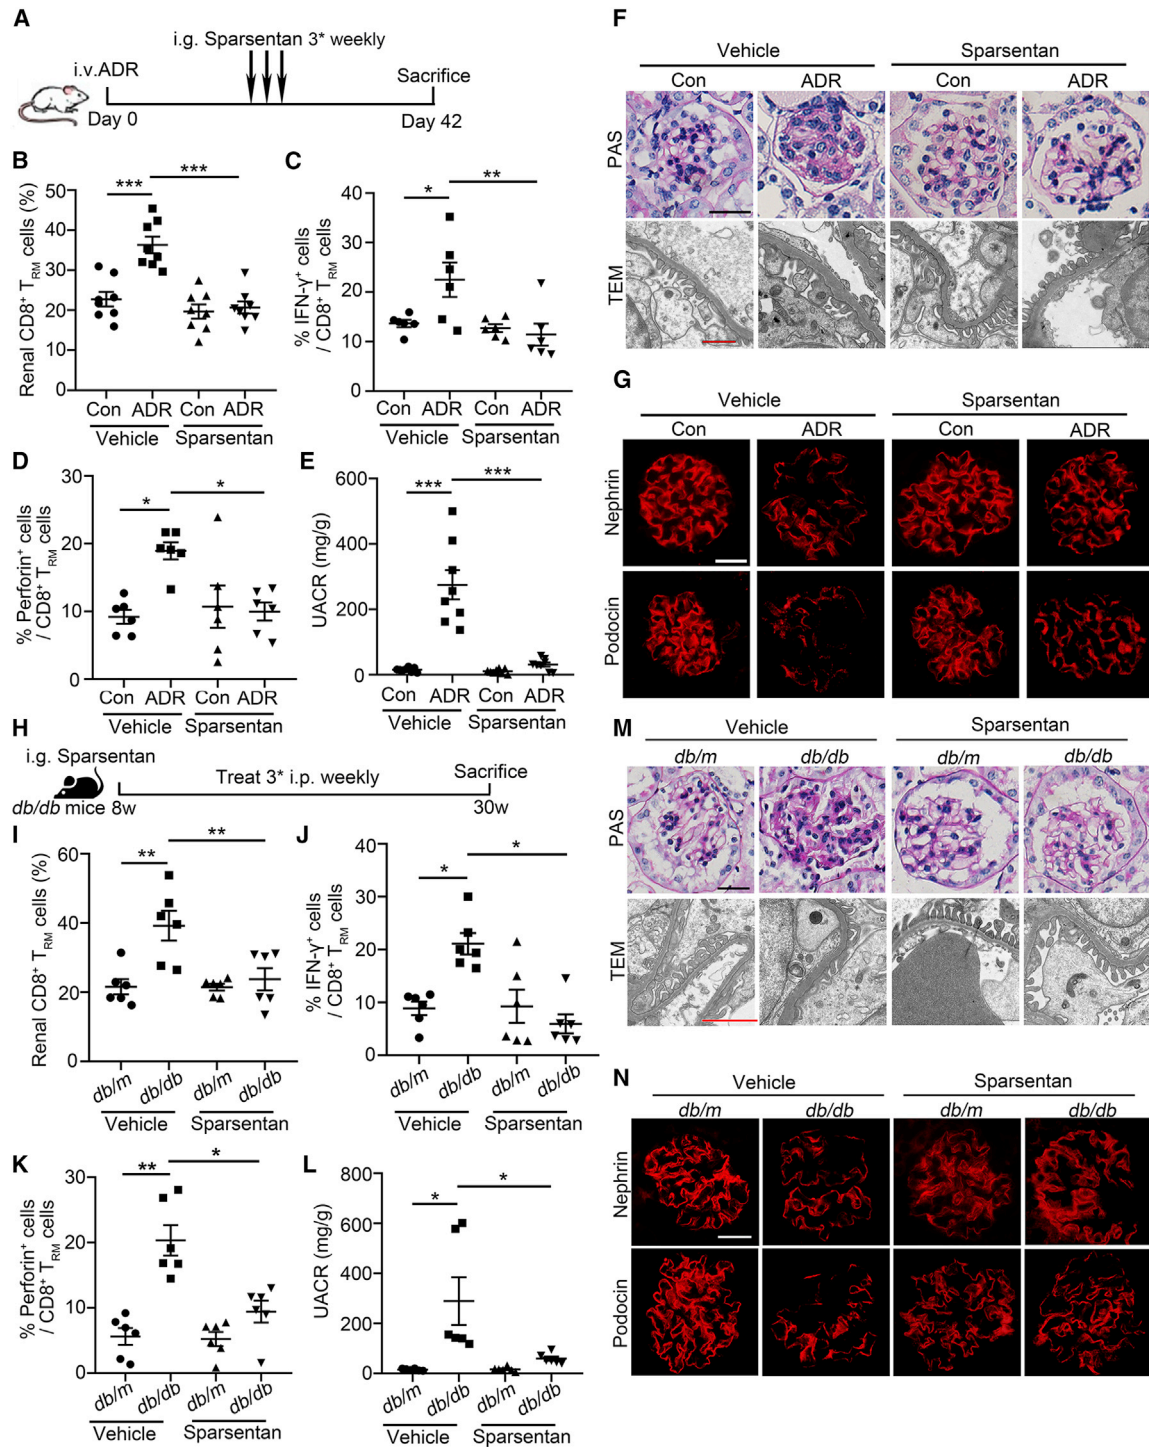 A
i.g. Sparsentan 3* weekly
i.v.ADR
Sacrifice
Day 0
Day 42
B
Renal CD8+ TRM cells (%)
50
40
30
20
10
0
***
***
Con ADR Con ADR
Vehicle Sparsentan
C
% IFN-γ+ cells
/ CD8+ TRM cells
40
30
20
10
0
*
**
Con ADR Con ADR
Vehicle Sparsentan
D
% Perforin+ cells
/ CD8+ TRM cells
30
20
10
0
*
*
Con ADR Con ADR
Vehicle Sparsentan
E
UACR (mg/g)
600
400
200
0
***
***
Con ADR Con ADR
Vehicle Sparsentan
F
Vehicle Sparsentan
Con ADR Con ADR
PAS
TEM
G
Vehicle Sparsentan
Con ADR Con ADR
Nephrin
Podocin
H
i.g. Sparsentan
Treat 3* i.p. weekly
Sacrifice
db/db mice 8w
30w
I
Renal CD8+ TRM cells (%)
60
40
20
0
**
**
db/m db/db db/m db/db
Vehicle Sparsentan
J
% IFN-γ+ cells
/ CD8+ TRM cells
40
30
20
10
0
*
*
db/m db/db db/m db/db
Vehicle Sparsentan
K
% Perforin+ cells
/ CD8+ TRM cells
30
20
10
0
**
*
db/m db/db db/m db/db
Vehicle Sparsentan
L
UACR (mg/g)
800
600
400
200
0
*
*
db/m db/db db/m db/db
Vehicle Sparsentan
M
Vehicle Sparsentan
db/m db/db db/m db/db
PAS
TEM
N
Vehicle Sparsentan
db/m db/db db/m db/db
Nephrin
Podocin